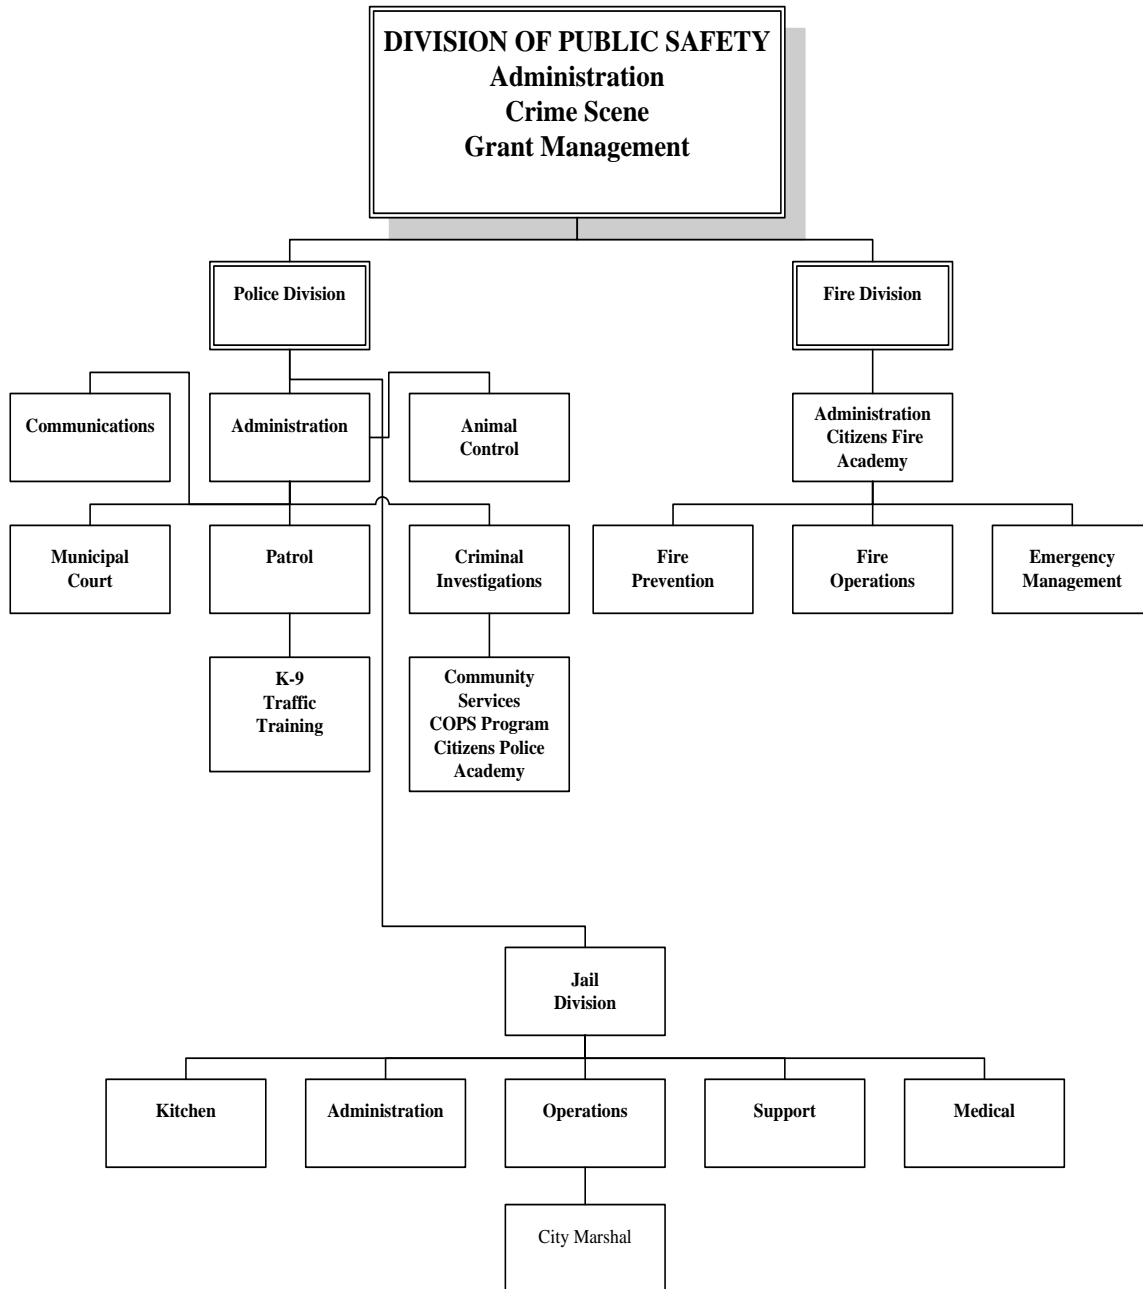 DIVISION OF PUBLIC SAFETY
Administration
Crime Scene
Grant Management
Police Division
Fire Division
Communications
Administration
Animal
Control
Administration
Citizens Fire
Academy
Municipal
Court
Patrol
Criminal
Investigations
Fire
Prevention
Fire
Operations
Emergency
Management
K-9
Traffic
Training
Community
Services
COPS Program
Citizens Police
Academy
Jail
Division
Kitchen
Administration
Operations
Support
Medical
City Marshal